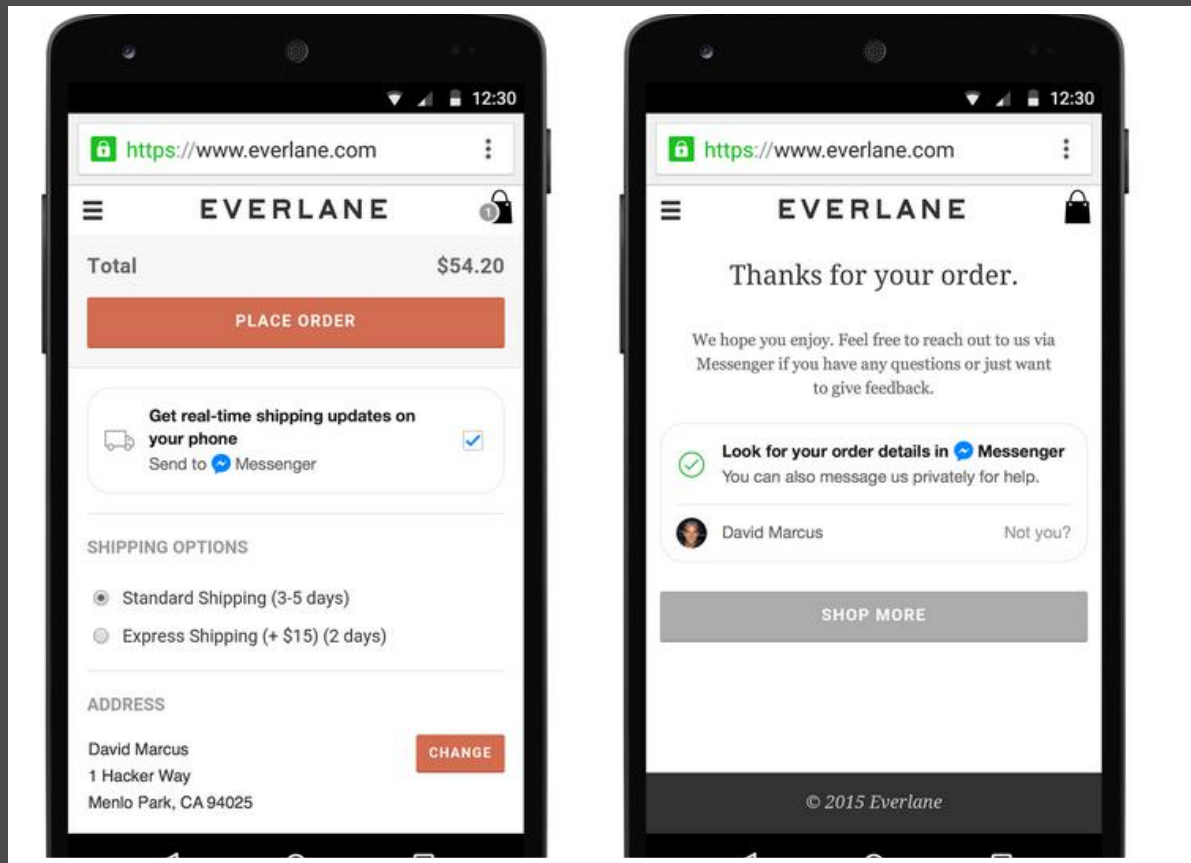 12:30
https://www.everlane.com
EVERLANE
1
Total $54.20
PLACE ORDER
Get real-time shipping updates on
your phone
Send to Messenger
SHIPPING OPTIONS
Standard Shipping (3-5 days)
Express Shipping (+ $15) (2 days)
ADDRESS
David Marcus
CHANGE
1 Hacker Way
Menlo Park, CA 94025
12:30
https://www.everlane.com
EVERLANE
Thanks for your order.
We hope you enjoy. Feel free to reach out to us via
Messenger if you have any questions or just want
to give feedback.
Look for your order details in Messenger
You can also message us privately for help.
David Marcus Not you?
SHOP MORE
© 2015 Everlane